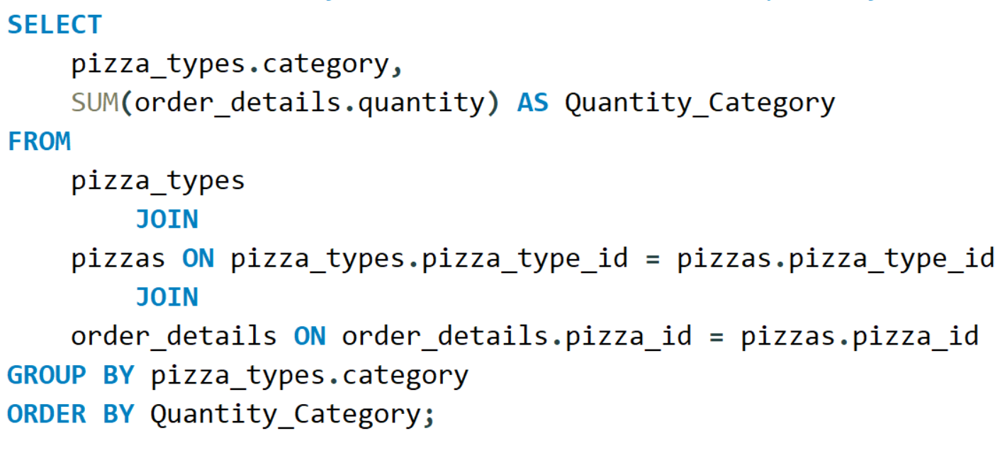 SELECT
pizza_types.category,
SUM(order_details.quantity) AS Quantity_Category
FROM
pizza_types
JOIN
pizzas ON pizza_types.pizza_type_id = pizzas.pizza_type_id
JOIN
order_details ON order_details.pizza_id = pizzas.pizza_id
GROUP BY pizza_types.category
ORDER BY Quantity_Category;